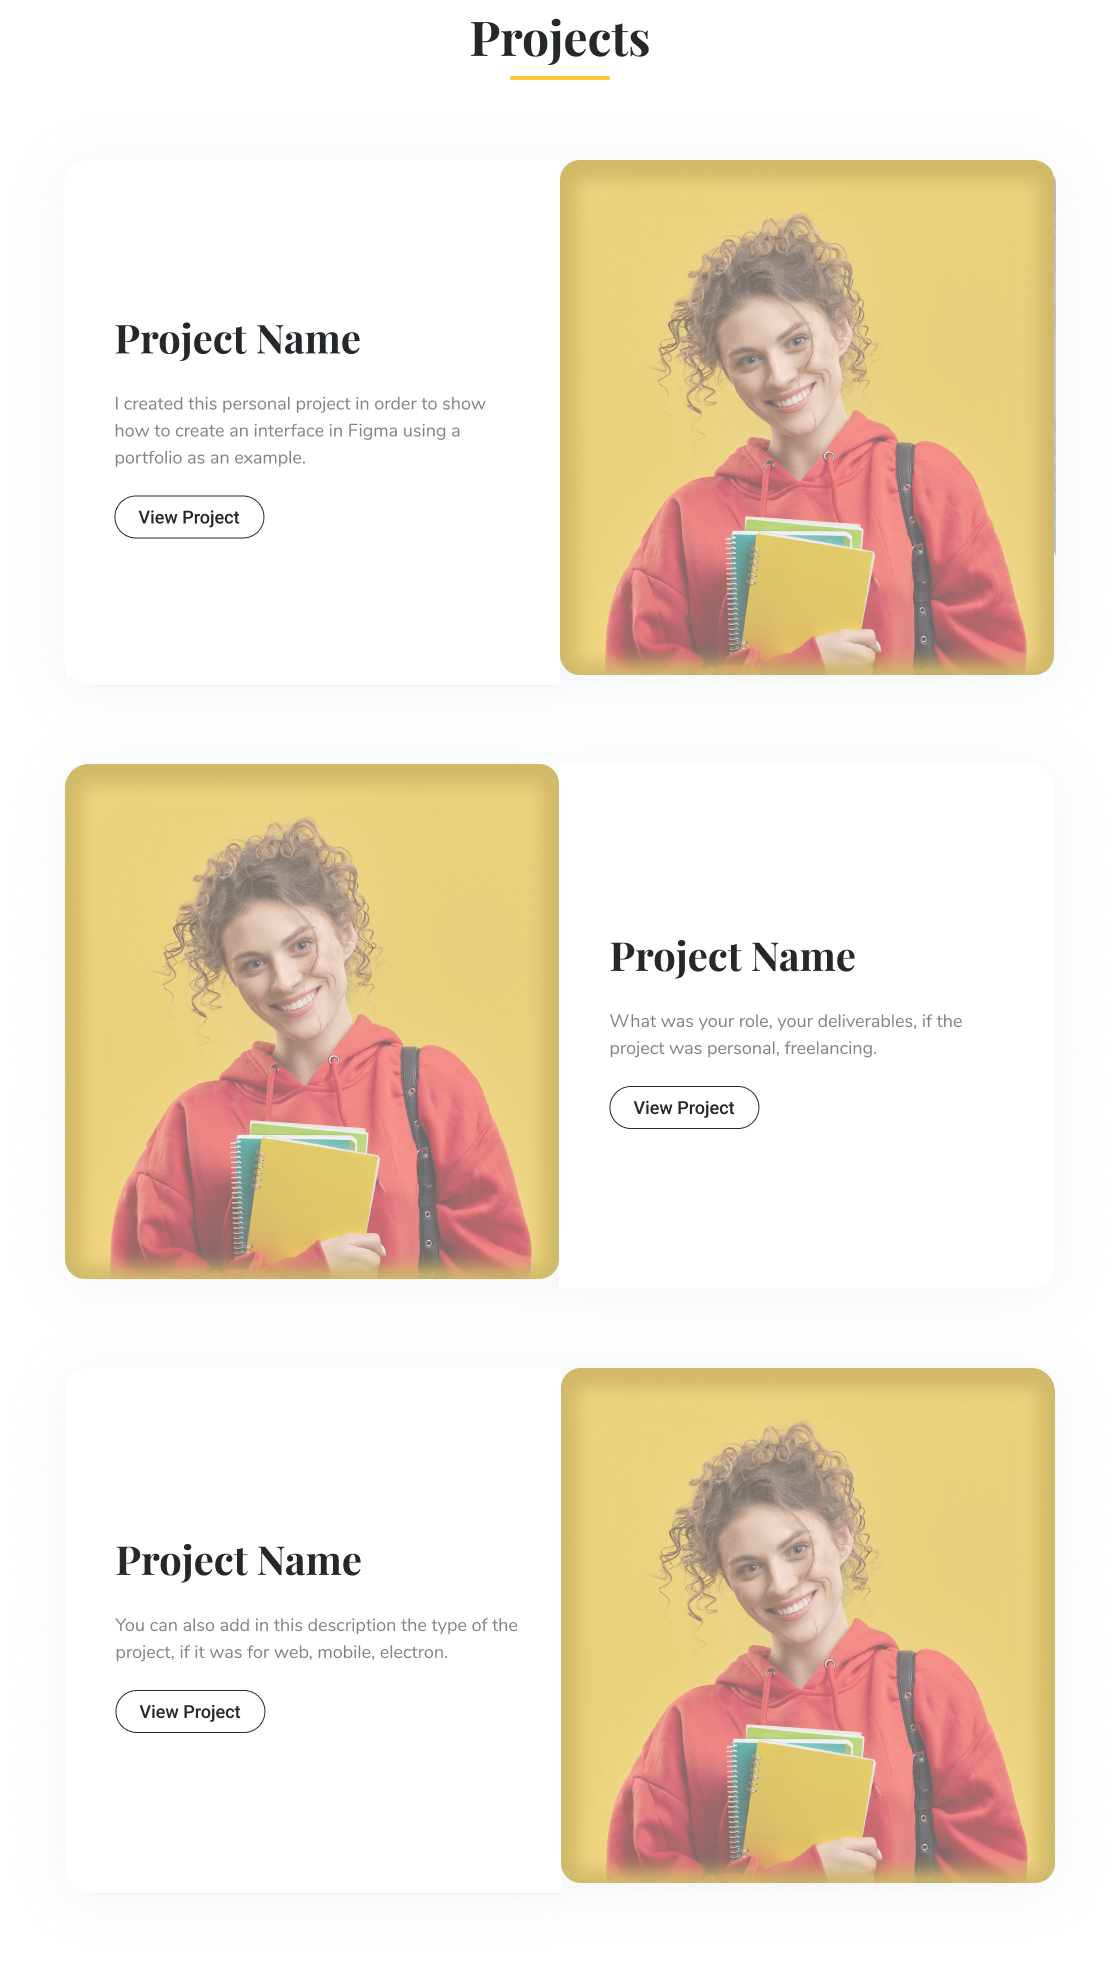 Projects
Project Name
I created this personal project in order to show
how to create an interface in Figma using a
portfolio as an example.
View Project
Project Name
What was your role, your deliverables, if the
project was personal, freelancing.
View Project
Project Name
You can also add in this description the type of the
project, if it was for web, mobile, electron.
View Project